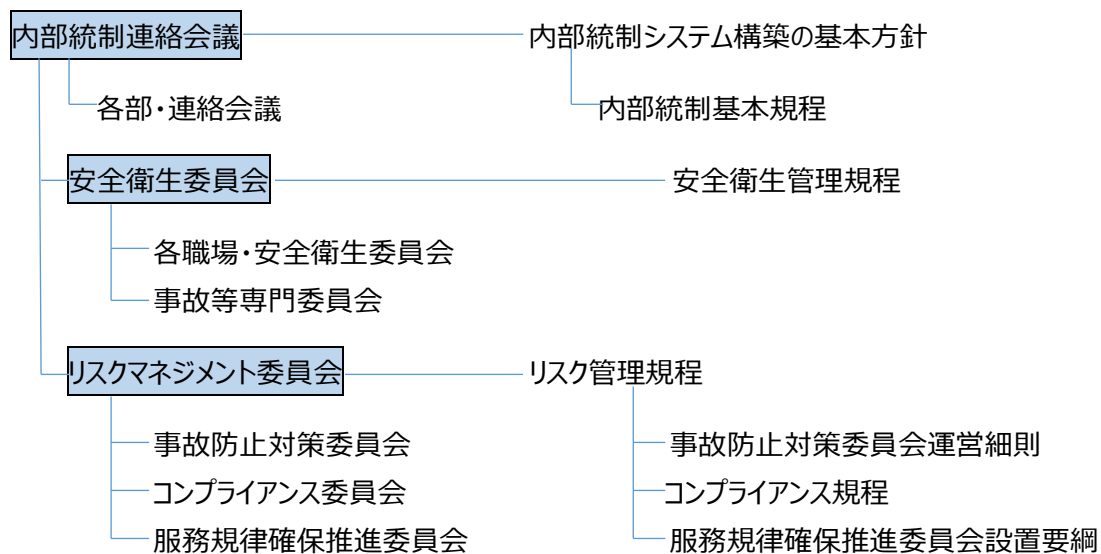 内部統制連絡会議 内部統制システム構築の基本方針
各部・連絡会議 内部統制基本規程
安全衛生委員会 安全衛生管理規程
各職場・安全衛生委員会
事故等専門委員会
リスクマネジメント委員会 リスク管理規程
事故防止対策委員会 事故防止対策委員会運営細則
コンプライアンス委員会 コンプライアンス規程
服務規律確保推進委員会 服務規律確保推進委員会設置要綱